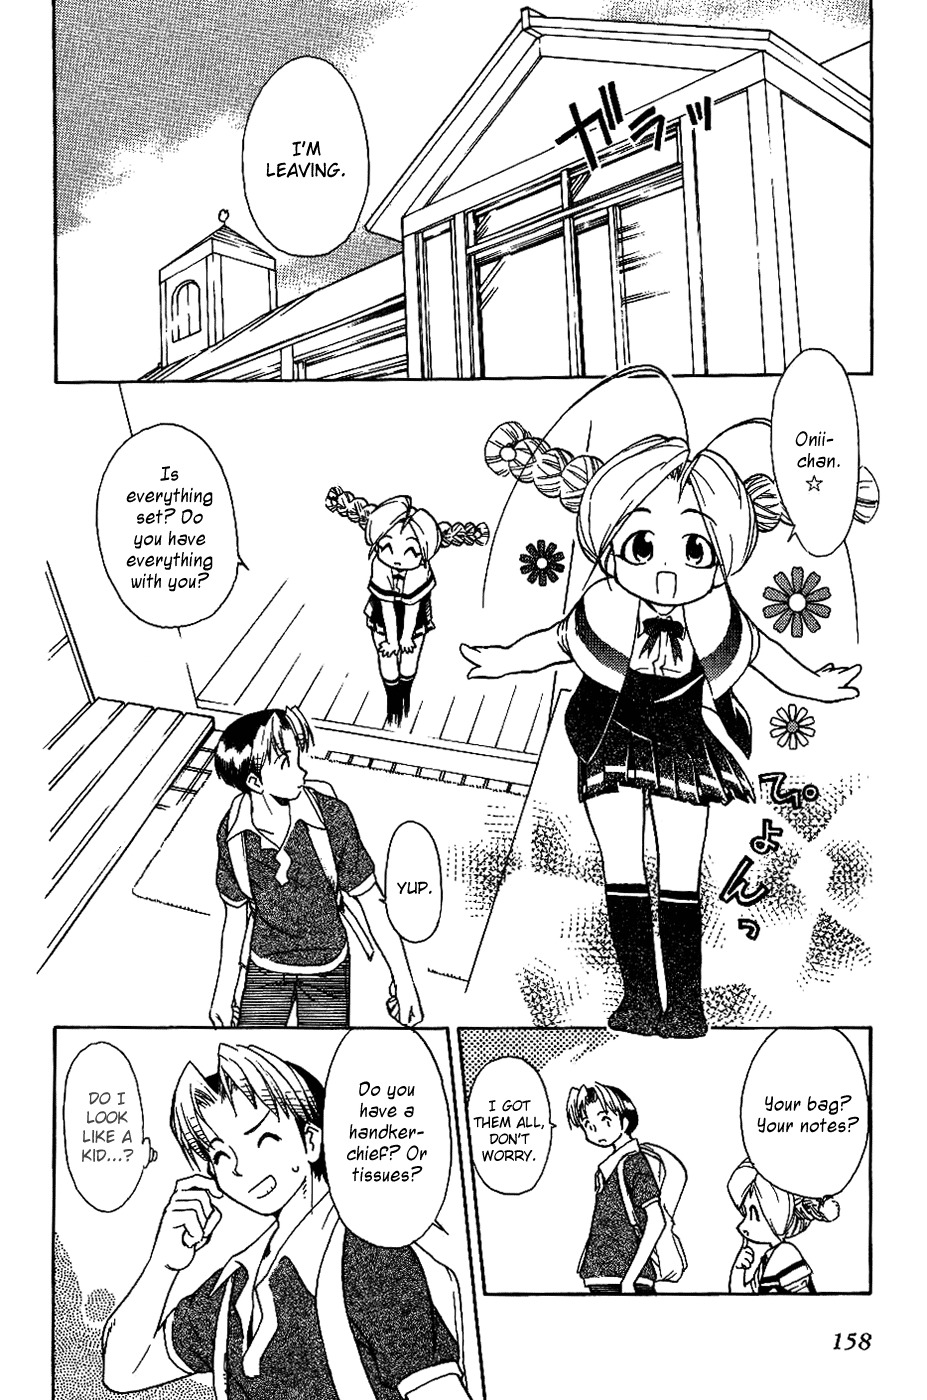 ガラッ
I'M
LEAVING.
Onii-
chan.
☆
ぴょんっ
Is
everything
set? Do
you have
everything
with you?
YUP.
Your bag?
Your notes?
I GOT
THEM ALL,
DON'T
WORRY.
Do you
have a
handker-
chief? Or
tissues?
DO I
LOOK
LIKE A
KID...?
158